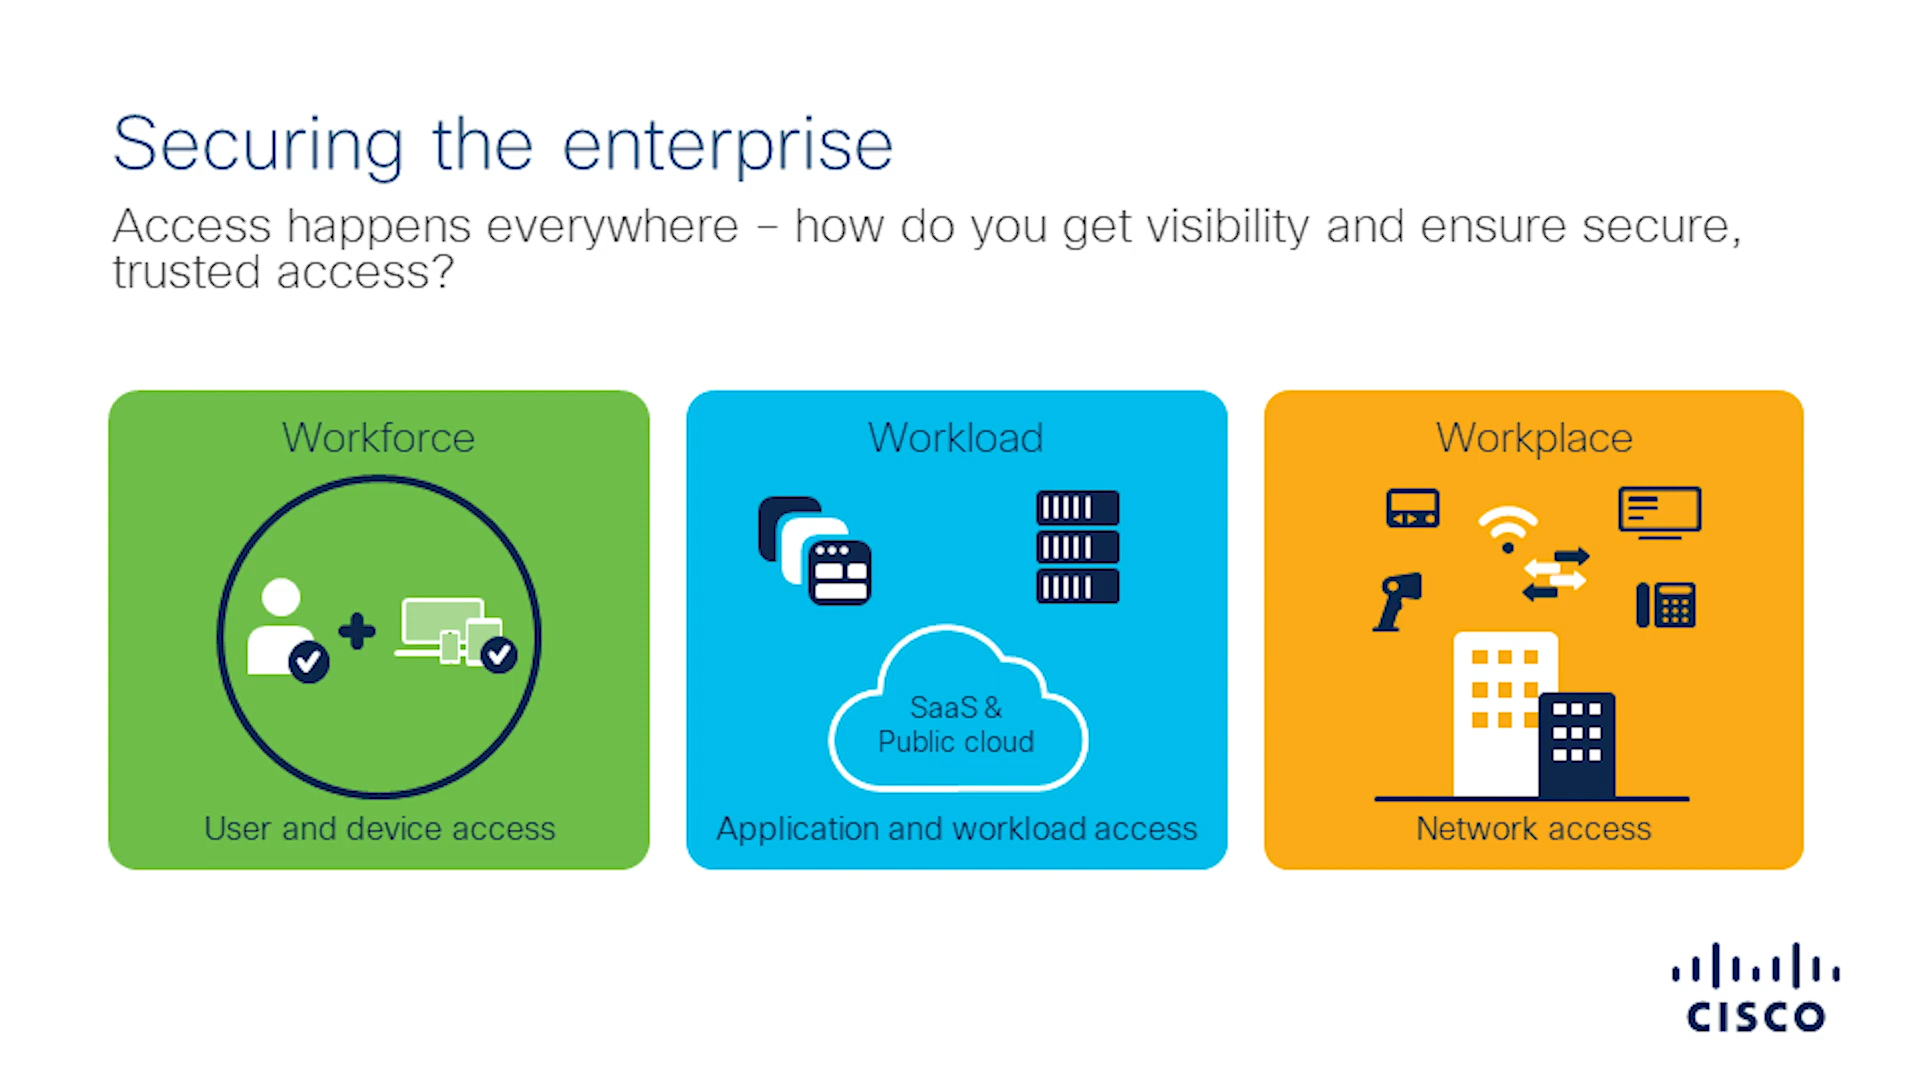 Securing the enterprise
Access happens everywhere – how do you get visibility and ensure secure,
trusted access?
Workforce
User and device access
Workload
SaaS &
Public cloud
Application and workload access
Workplace
Network access
CISCO